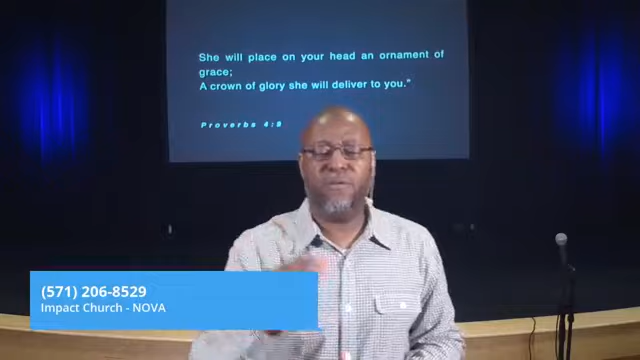 She will place on your head an ornament of
grace;
A crown of glory she will deliver to you."
Proverbs 4:9
(571) 206-8529
Impact Church - NOVA